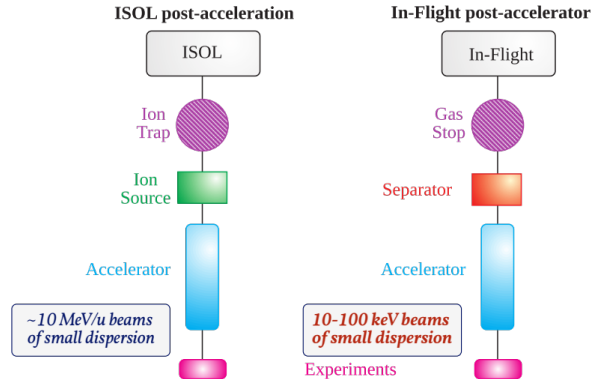 ISOL post-acceleration
In-Flight post-accelerator
ISOL
In-Flight
Ion
Trap
Gas
Stop
Ion
Source
Separator
Accelerator
Accelerator
~10 MeV/u beams
of small dispersion
10-100 keV beams
of small dispersion
Experiments